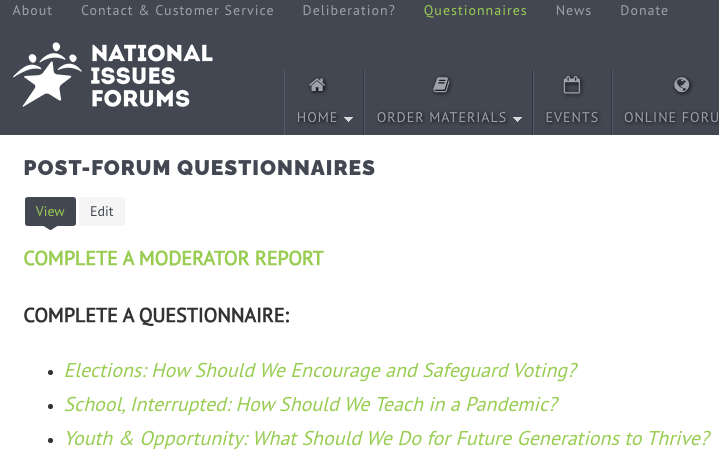 About Contact & Customer Service Deliberation? Questionnaires News Donate
NATIONAL
ISSUES
FORUMS
HOME ORDER MATERIALS EVENTS ONLINE FORU
POST-FORUM QUESTIONNAIRES
View Edit
COMPLETE A MODERATOR REPORT
COMPLETE A QUESTIONNAIRE:
• Elections: How Should We Encourage and Safeguard Voting?
• School, Interrupted: How Should We Teach in a Pandemic?
• Youth & Opportunity: What Should We Do for Future Generations to Thrive?